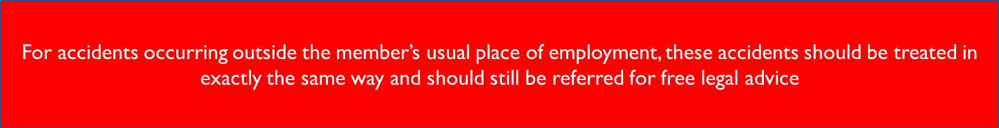 For accidents occurring outside the member’s usual place of employment, these accidents should be treated in
exactly the same way and should still be referred for free legal advice